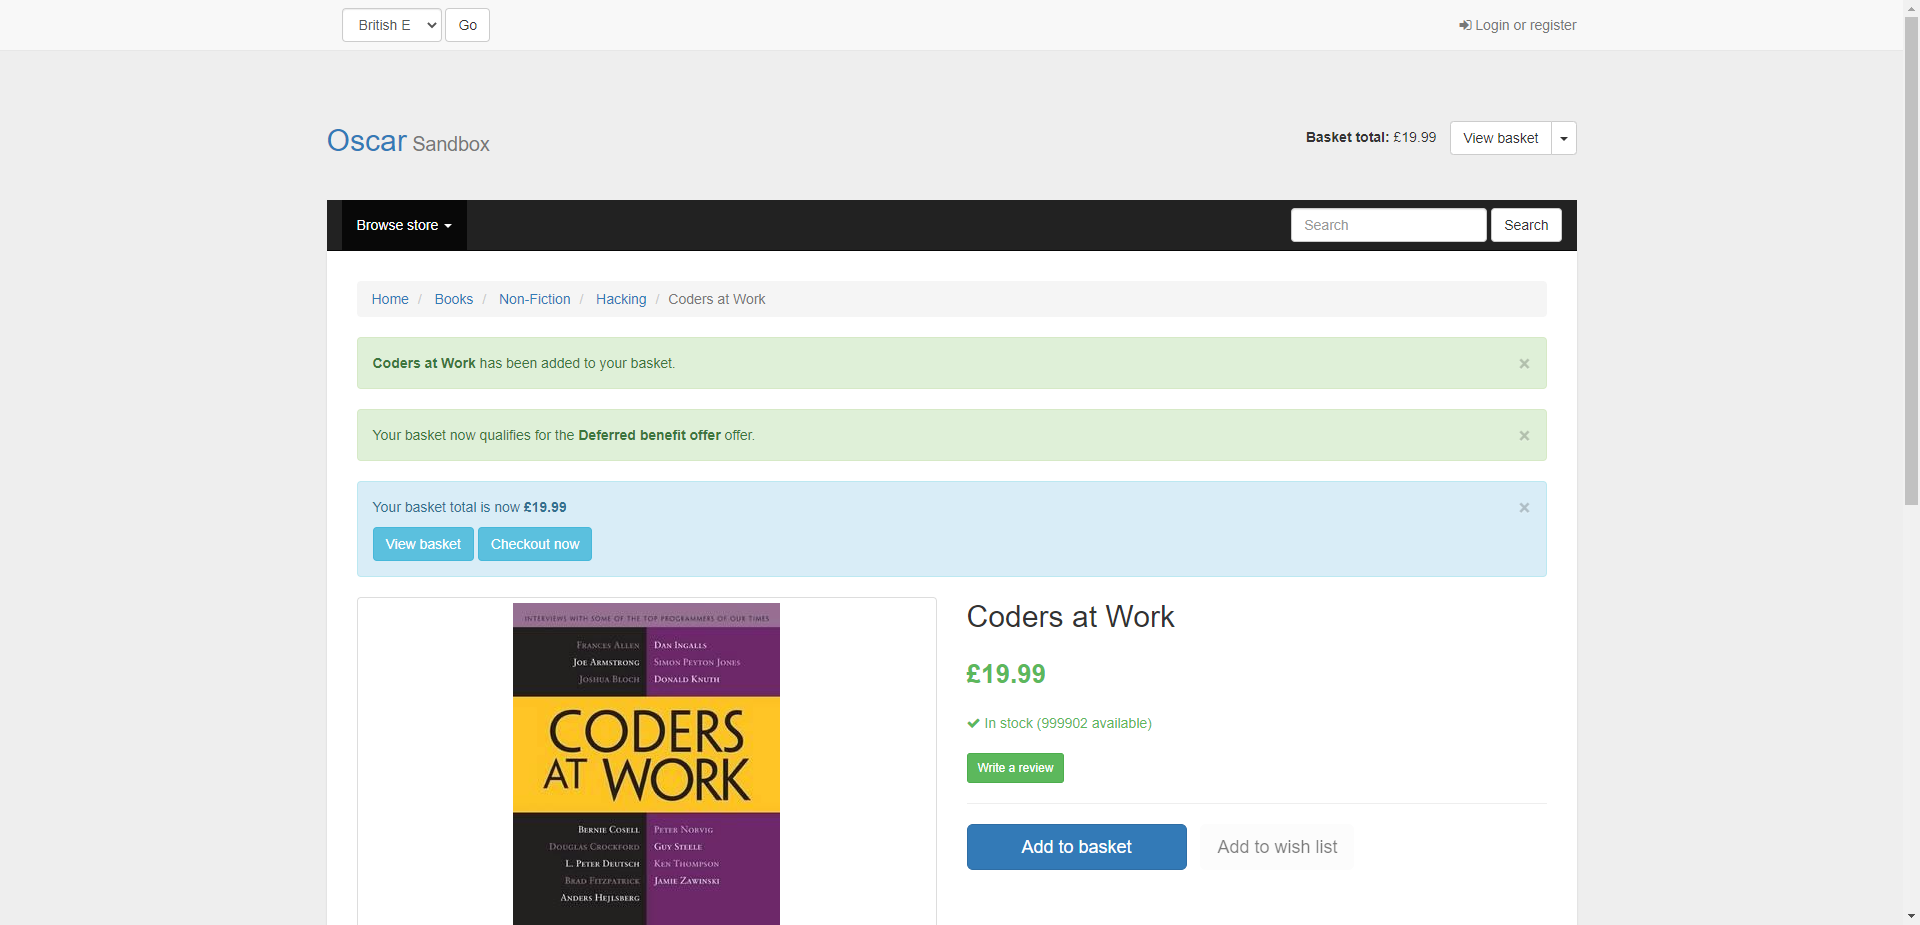 British E
Go
Login or register
Oscar Sandbox
Basket total: £19.99
View basket
Browse store
Search
Search
Home / Books / Non-Fiction / Hacking / Coders at Work
Coders at Work has been added to your basket.
×
Your basket now qualifies for the Deferred benefit offer offer.
×
Your basket total is now £19.99
×
View basket
Checkout now
INTERVIEWS WITH SOME OF THE TOP PROGRAMMERS OF OUR TIMES
FRANCES ALLEN DAN INGALLS
JOE ARMSTRONG SIMON PEYTON JONES
JOSHUA BLOCH DONALD KNUTH
CODERS
AT WORK
BERNIE COSELL PETER NORVIG
DOUGLAS CROCKFORD GUY STEELE
L. PETER DEUTSCH KEN THOMPSON
BRAD FITZPATRICK JAMIE ZAWINSKI
ANDERS HEJLSBERG
Coders at Work
£19.99
In stock (999902 available)
Write a review
Add to basket
Add to wish list